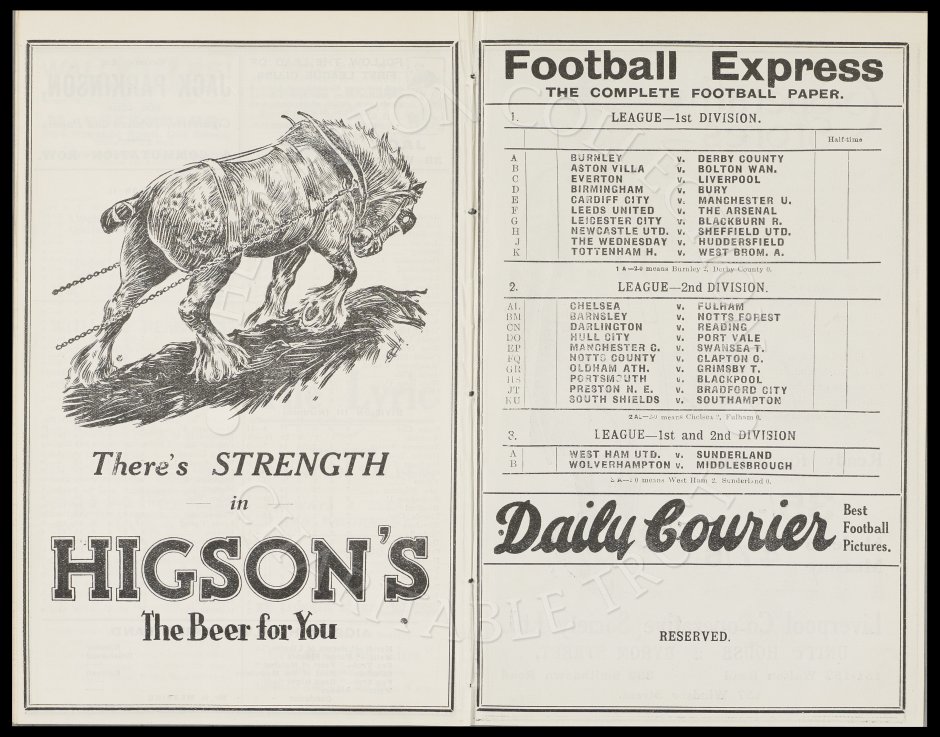 There's STRENGTH
in
HIGSON'S
The Beer for You
Football Express
THE COMPLETE FOOTBALL PAPER.
1. LEAGUE—1st DIVISION.
Half-time
A BURNLEY v. DERBY COUNTY
B ASTON VILLA v. BOLTON WAN.
C EVERTON v. LIVERPOOL
D BIRMINGHAM v. BURY
E CARDIFF CITY v. MANCHESTER U.
F LEEDS UNITED v. THE ARSENAL
G LEICESTER CITY v. BLACKBURN R.
H NEWCASTLE UTD. v. SHEFFIELD UTD.
J THE WEDNESDAY v. HUDDERSFIELD
K TOTTENHAM H. v. WEST BROM. A.
1 A—2-0 means Burnley 2, Derby County 0.
2. LEAGUE—2nd DIVISION.
AL CHELSEA v. FULHAM
BM BARNSLEY v. NOTTS FOREST
CN DARLINGTON v. READING
DO HULL CITY v. PORT VALE
EP MANCHESTER C. v. SWANSEA T.
FQ NOTTS COUNTY v. CLAPTON O.
GR OLDHAM ATH. v. GRIMSBY T.
HS PORTSMOUTH v. BLACKPOOL
JT PRESTON N. E. v. BRADFORD CITY
KU SOUTH SHIELDS v. SOUTHAMPTON
2 AL—2-0 means Chelsea 2, Fulham 0.
3. LEAGUE—1st and 2nd DIVISION
A WEST HAM UTD. v. SUNDERLAND
B WOLVERHAMPTON v. MIDDLESBROUGH
means West Ham 2, Sunderland 0.
Daily Courier
Best
Football
Pictures.
RESERVED.